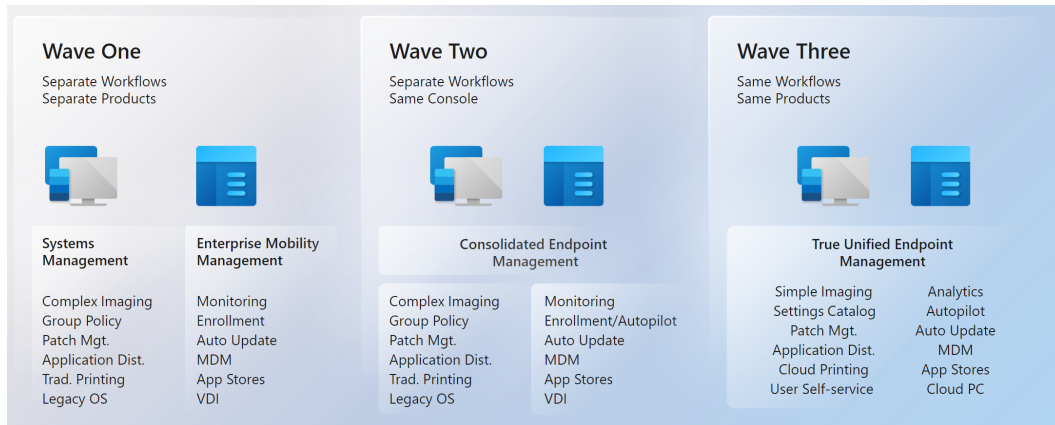 Wave One
Separate Workflows
Separate Products
Systems
Management
Complex Imaging
Group Policy
Patch Mgt.
Application Dist.
Trad. Printing
Legacy OS
Enterprise Mobility
Management
Monitoring
Enrollment
Auto Update
MDM
App Stores
VDI
Wave Two
Separate Workflows
Same Console
Consolidated Endpoint
Management
Complex Imaging
Group Policy
Patch Mgt.
Application Dist.
Trad. Printing
Legacy OS
Monitoring
Enrollment/Autopilot
Auto Update
MDM
App Stores
VDI
Wave Three
Same Workflows
Same Products
True Unified Endpoint
Management
Simple Imaging
Settings Catalog
Patch Mgt.
Application Dist.
Cloud Printing
User Self-service
Analytics
Autopilot
Auto Update
MDM
App Stores
Cloud PC